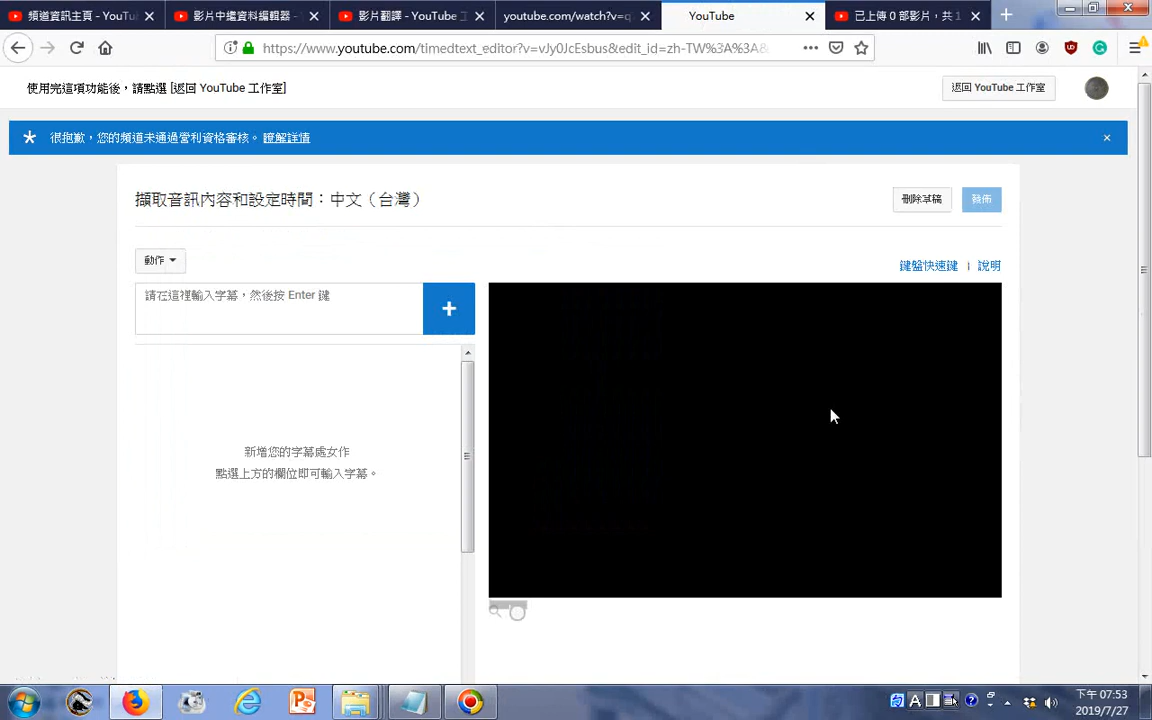 頻道資訊主頁 - YouTu
影片中繼資料編輯器 - Y
影片翻譯 - YouTube 工
youtube.com/watch?v=q
YouTube
已上傳 0 部影片，共 1
https://www.youtube.com/timedtext_editor?v=vJy0JcEsbus&edit_id=zh-TW%3A%3A&
使用完這項功能後，請點選 [返回 YouTube 工作室]
返回 YouTube 工作室
很抱歉，您的頻道未通過營利資格審核。 瞭解詳情
擷取音訊內容和設定時間：中文（台灣）
刪除草稿
發佈
動作
鍵盤快速鍵 | 說明
請在這裡輸入字幕，然後按 Enter 鍵
新增您的字幕處女作
點選上方的欄位即可輸入字幕。
下午 07:53
2019/7/27